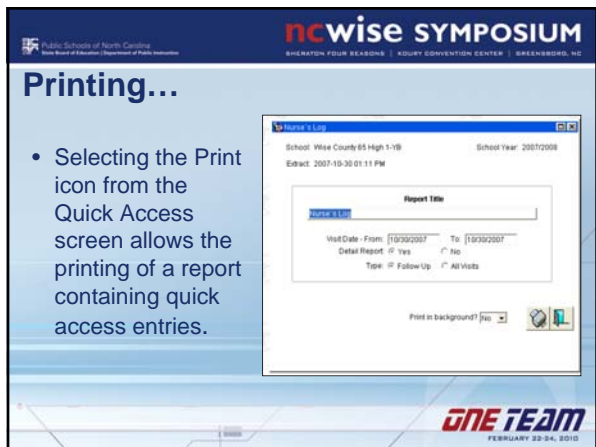 Public Schools of North Carolina
State Board of Education | Department of Public Instruction
ncwise SYMPOSIUM
SHERATON FOUR SEASONS | KOURY CONVENTION CENTER | GREENSBORO, NC
Printing…
• Selecting the Print
icon from the
Quick Access
screen allows the
printing of a report
containing quick
access entries.
Nurse's Log
School: Wise County 65 High 1-YB School Year: 2007/2008
Extract: 2007-10-30 01:11 PM
Report Title
Nurse's Log
Visit Date - From: 10/30/2007 To: 10/30/2007
Detail Report: Yes No
Type: Follow Up All Visits
Print in background? No
ONE TEAM
FEBRUARY 22-24, 2010